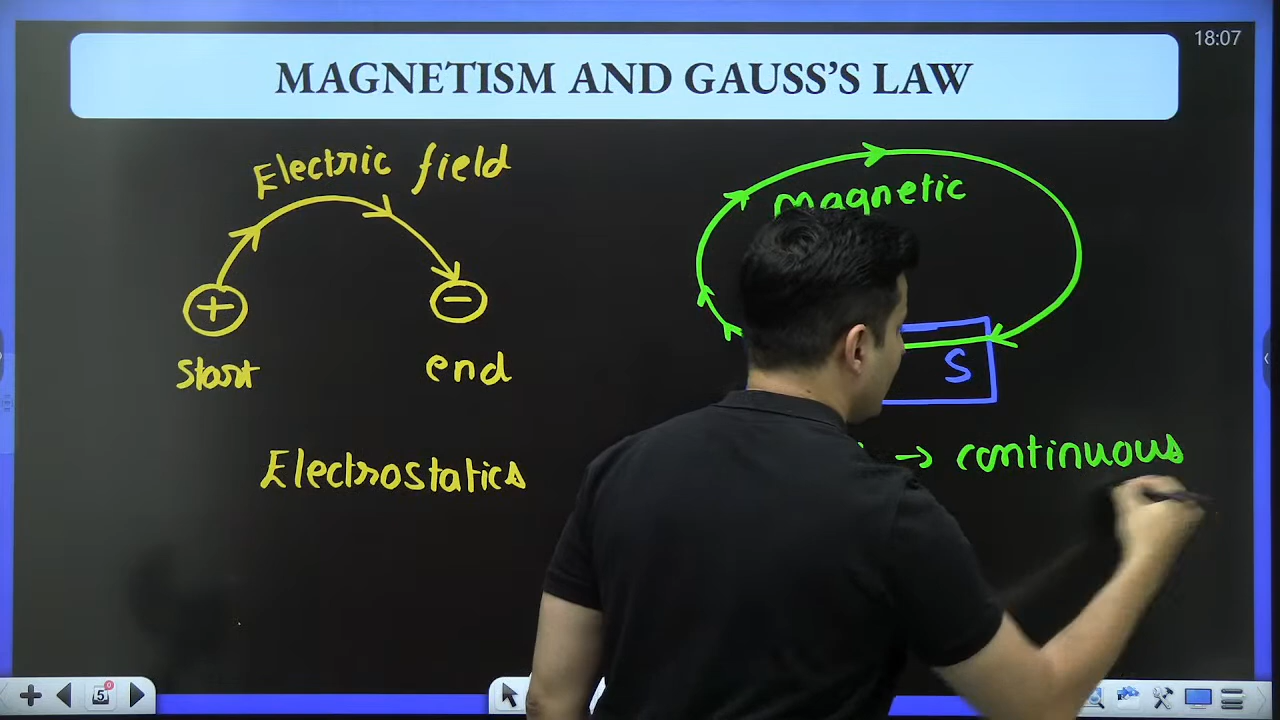 18:07
MAGNETISM AND GAUSS'S LAW
Electric field
Magnetic
+
−
start
end
S
→ continuous
Electrostatics
5